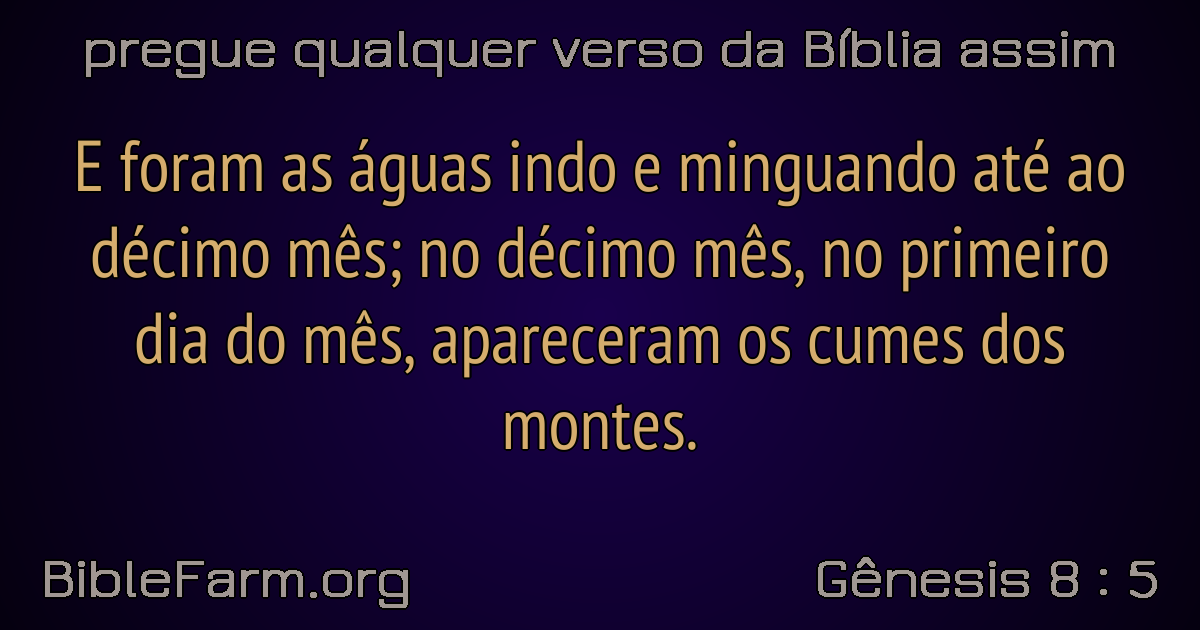 pregue qualquer verso da Bíblia assim
E foram as águas indo e minguando até ao
décimo mês; no décimo mês, no primeiro
dia do mês, apareceram os cumes dos
montes.
BibleFarm.org
Gênesis 8 : 5